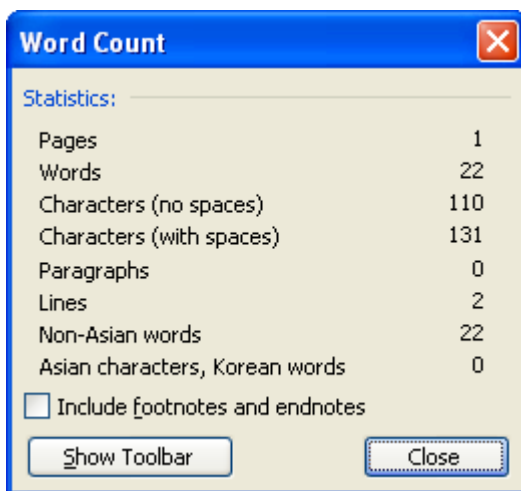 Word Count
Statistics:
Pages 1
Words 22
Characters (no spaces) 110
Characters (with spaces) 131
Paragraphs 0
Lines 2
Non-Asian words 22
Asian characters, Korean words 0
Include footnotes and endnotes
Show Toolbar Close